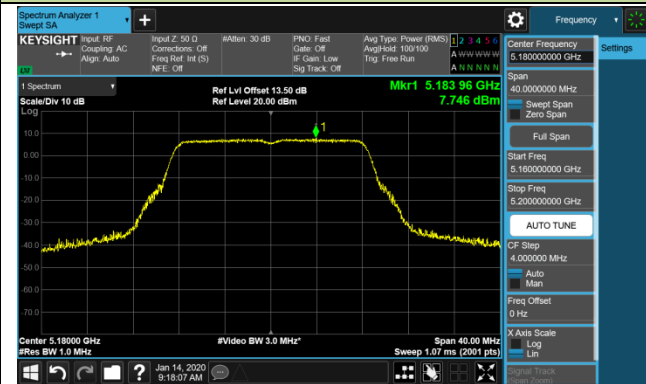 Spectrum Analyzer 1
Swept SA
+
Frequency
KEYSIGHT
Input: RF
Coupling: AC
Align: Auto
Input Z: 50 Ω
Corrections: Off
Freq Ref: Int (S)
NFE: Off
#Atten: 30 dB
PNO: Fast
Gate: Off
IF Gain: Low
Sig Track: Off
Avg Type: Power (RMS)
Avg|Hold: 100/100
Trig: Free Run
1 2 3 4 5 6
A W W W W W
A N N N N N
LXI
Center Frequency
5.180000000 GHz
Settings
Span
40.0000000 MHz
Swept Span
Zero Span
Full Span
Start Freq
5.160000000 GHz
Stop Freq
5.200000000 GHz
AUTO TUNE
CF Step
4.000000 MHz
Auto
Man
Freq Offset
0 Hz
X Axis Scale
Log
Lin
Signal Track
(Span Zoom)
1 Spectrum
Scale/Div 10 dB
Log
Ref Lvl Offset 13.50 dB
Ref Level 20.00 dBm
Mkr1 5.183 96 GHz
7.746 dBm
1
10.0
0.00
-10.0
-20.0
-30.0
-40.0
-50.0
-60.0
-70.0
Center 5.18000 GHz
#Res BW 1.0 MHz
#Video BW 3.0 MHz*
Span 40.00 MHz
Sweep 1.07 ms (2001 pts)
?
Jan 14, 2020
9:18:07 AM